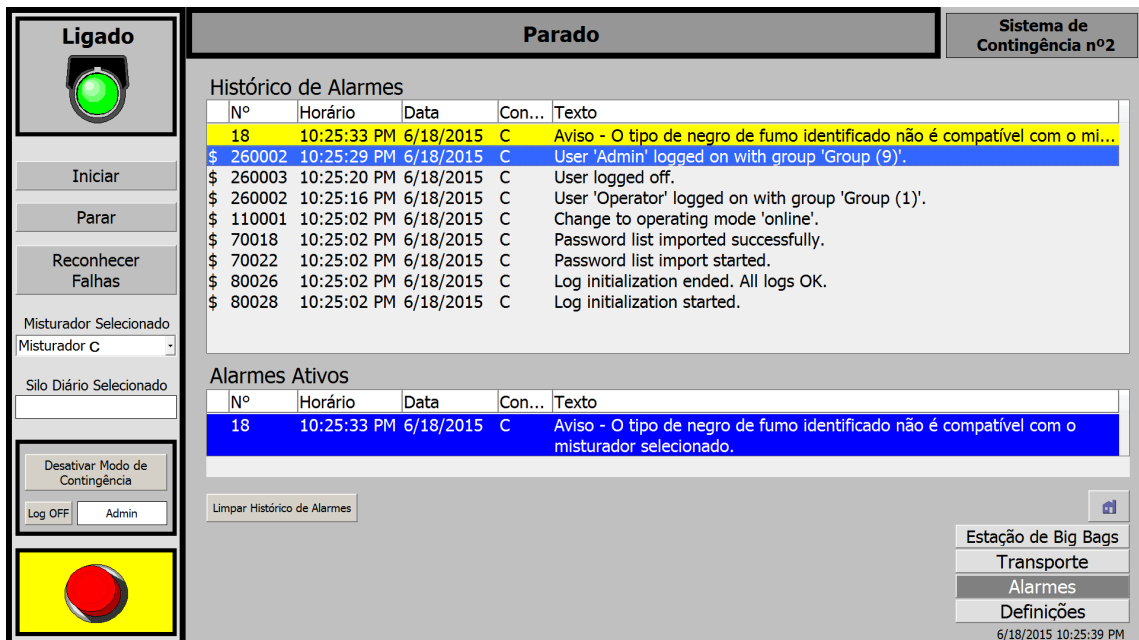 Ligado
Parado
Sistema de
Contingência nº2
Iniciar
Parar
Reconhecer
Falhas
Misturador Selecionado
Misturador C
Silo Diário Selecionado
Desativar Modo de
Contingência
Log OFF Admin
Histórico de Alarmes
Nº Horário Data Con... Texto
18 10:25:33 PM 6/18/2015 C Aviso - O tipo de negro de fumo identificado não é compatível com o mi...
$ 260002 10:25:29 PM 6/18/2015 C User 'Admin' logged on with group 'Group (9)'.
$ 260003 10:25:20 PM 6/18/2015 C User logged off.
$ 260002 10:25:16 PM 6/18/2015 C User 'Operator' logged on with group 'Group (1)'.
$ 110001 10:25:02 PM 6/18/2015 C Change to operating mode 'online'.
$ 70018 10:25:02 PM 6/18/2015 C Password list imported successfully.
$ 70022 10:25:02 PM 6/18/2015 C Password list import started.
$ 80026 10:25:02 PM 6/18/2015 C Log initialization ended. All logs OK.
$ 80028 10:25:02 PM 6/18/2015 C Log initialization started.
Alarmes Ativos
Nº Horário Data Con... Texto
18 10:25:33 PM 6/18/2015 C Aviso - O tipo de negro de fumo identificado não é compatível com o
misturador selecionado.
Limpar Histórico de Alarmes
Estação de Big Bags
Transporte
Alarmes
Definições
6/18/2015 10:25:39 PM